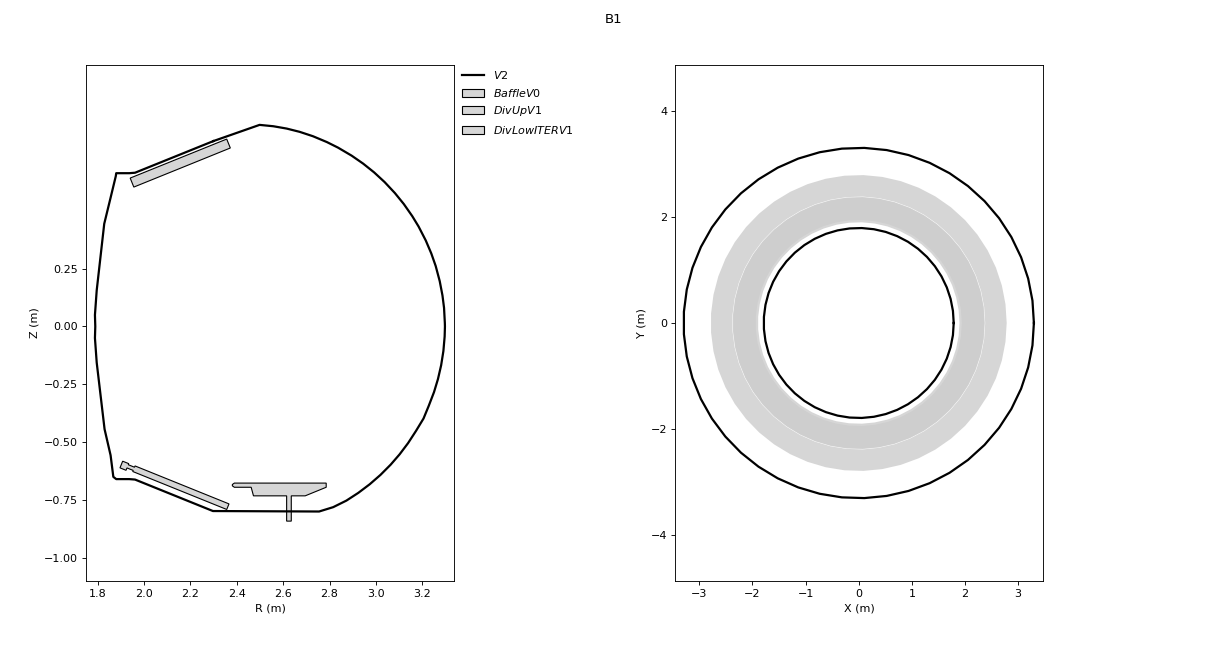 B1
V2
BaffleV0
DivUpV1
DivLowITERV1
Z (m)
0.25
0.00
−0.25
−0.50
−0.75
−1.00
1.8 2.0 2.2 2.4 2.6 2.8 3.0 3.2
R (m)
Y (m)
4
2
0
−2
−4
−3 −2 −1 0 1 2 3
X (m)